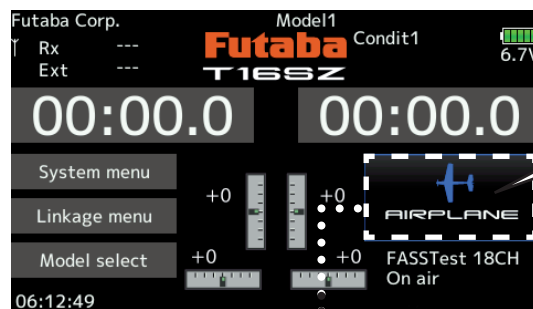 Futaba Corp.
Model1
Rx ---
Ext ---
Futaba
T16SZ
Condit1
6.7V
00:00.0
00:00.0
System menu
Linkage menu
Model select
+0
+0
AIRPLANE
+0
+0
FASSTest 18CH
On air
06:12:49